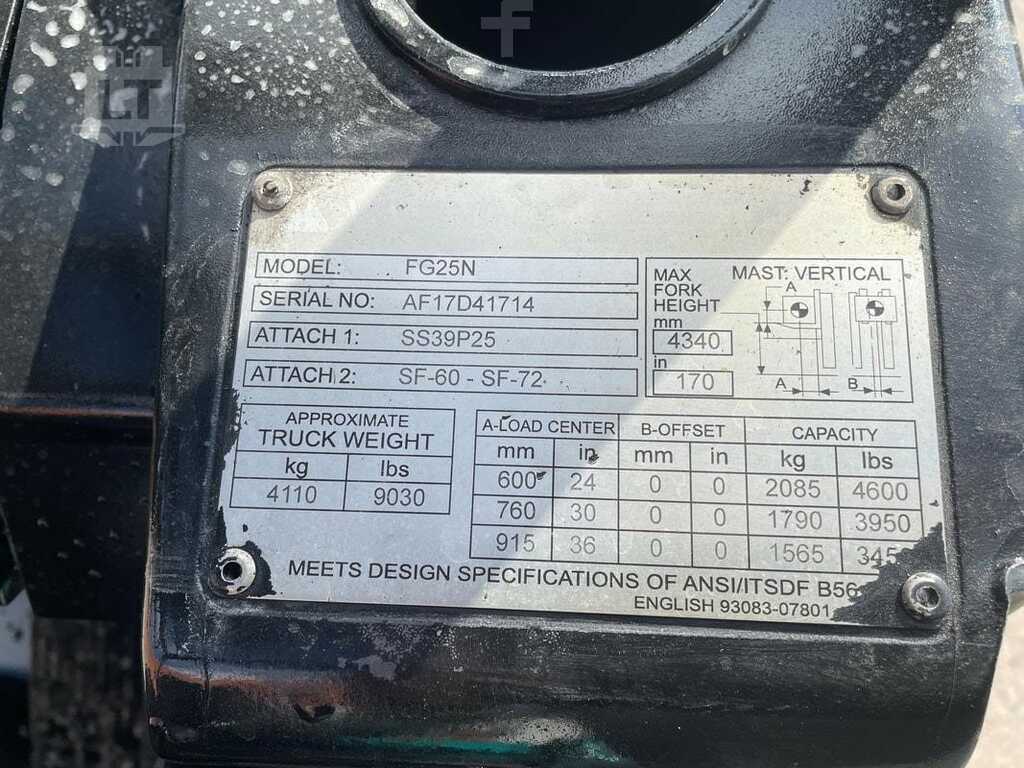 f
LT
MODEL: FG25N
SERIAL NO: AF17D41714
ATTACH 1: SS39P25
ATTACH 2: SF-60 - SF-72
MAX FORK HEIGHT
mm
4340
in
170
MAST: VERTICAL
A
A B
APPROXIMATE
TRUCK WEIGHT
kg lbs
4110 9030
A-LOAD CENTER B-OFFSET CAPACITY
mm in mm in kg lbs
600 24 0 0 2085 4600
760 30 0 0 1790 3950
915 36 0 0 1565
MEETS DESIGN SPECIFICATIONS OF ANSI/ITSDF B56
ENGLISH 93083-07801